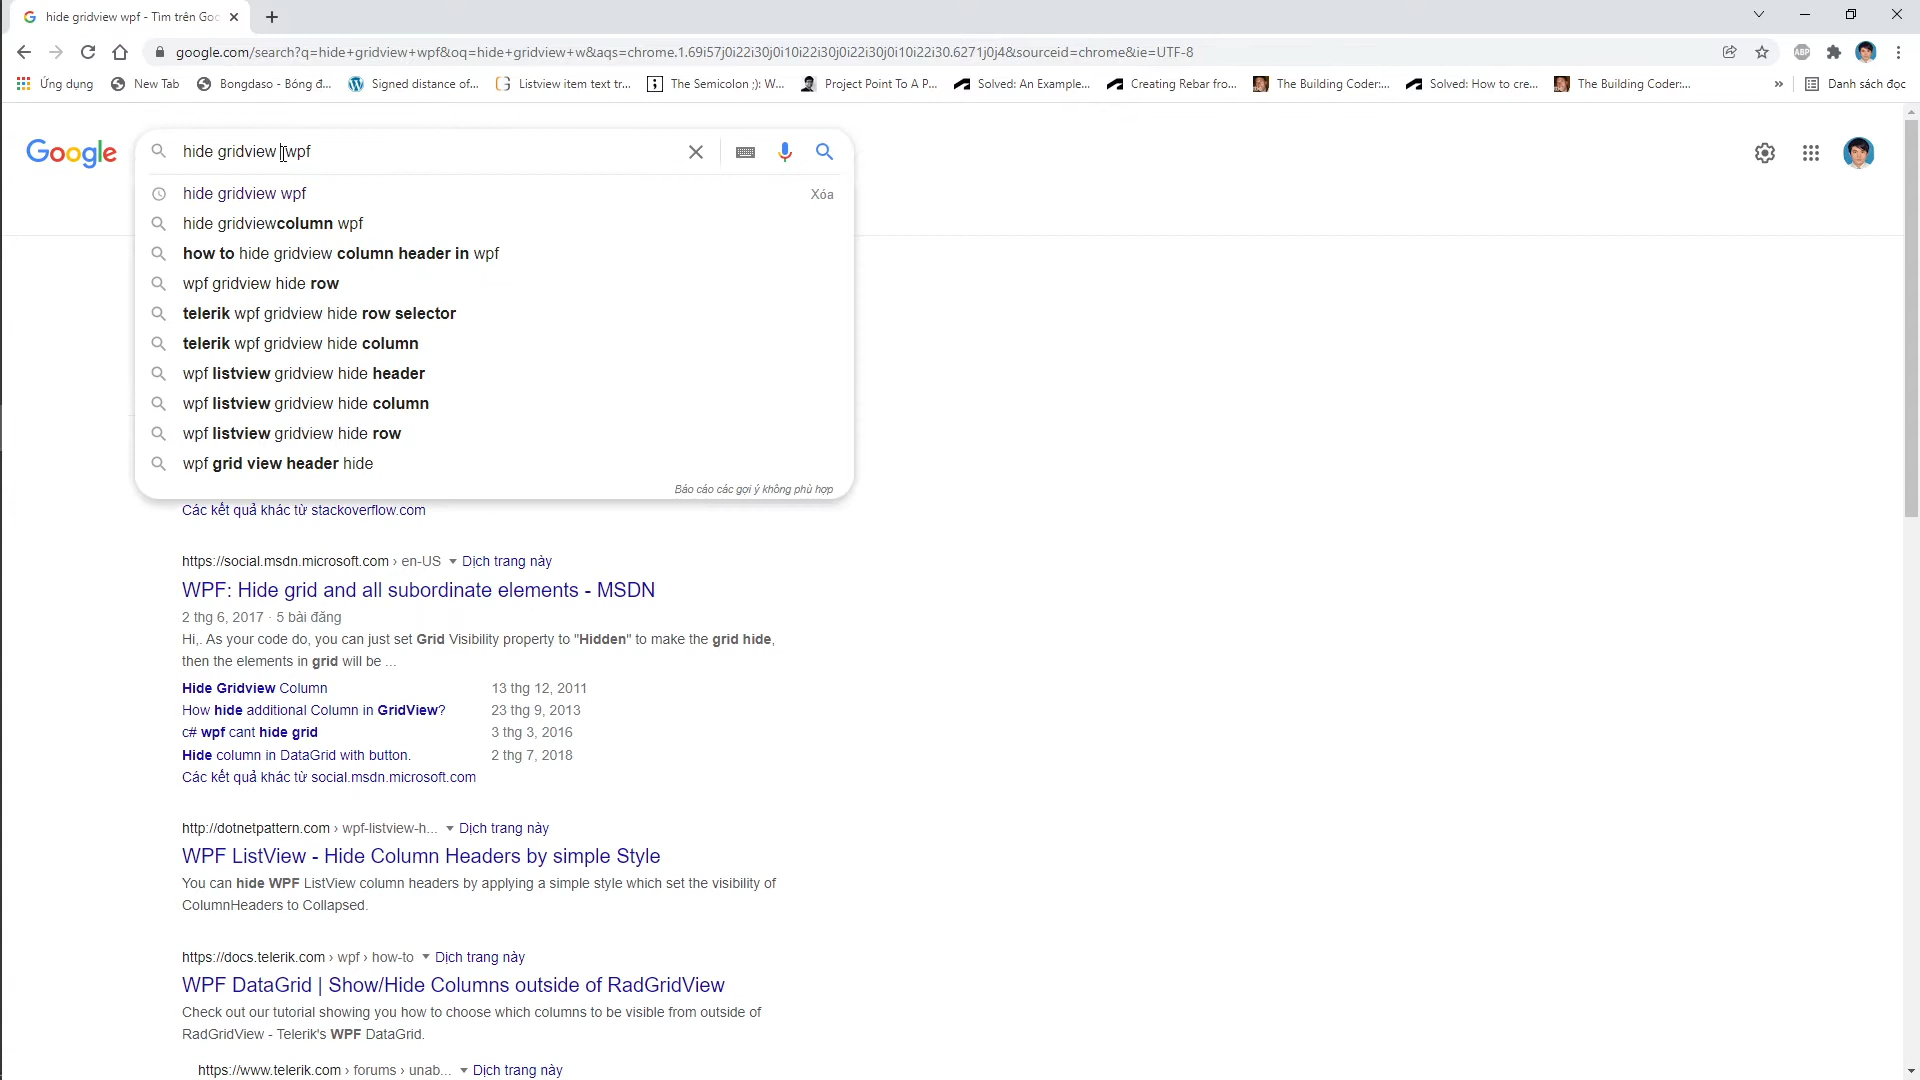 hide gridview wpf - Tìm trên Goo
google.com/search?q=hide+gridview+wpf&oq=hide+gridview+w&aqs=chrome.1.69i57j0i22i30j0i10i22i30j0i22i30j0i10i22i30.6271j0j4&sourceid=chrome&ie=UTF-8
ABP
Ứng dụng New Tab Bongdaso - Bóng đ... Signed distance of... Listview item text tr... The Semicolon ;): W... Project Point To A P... Solved: An Example... Creating Rebar fro... The Building Coder:... Solved: How to cre... The Building Coder:... » Danh sách đọc
Google
hide gridview wpf
hide gridview wpf Xóa
hide gridviewcolumn wpf
how to hide gridview column header in wpf
wpf gridview hide row
telerik wpf gridview hide row selector
telerik wpf gridview hide column
wpf listview gridview hide header
wpf listview gridview hide column
wpf listview gridview hide row
wpf grid view header hide
Báo cáo các gợi ý không phù hợp
Các kết quả khác từ stackoverflow.com
https://social.msdn.microsoft.com › en-US Dịch trang này
WPF: Hide grid and all subordinate elements - MSDN
2 thg 6, 2017 · 5 bài đăng
Hi,. As your code do, you can just set Grid Visibility property to "Hidden" to make the grid hide,
then the elements in grid will be ...
Hide Gridview Column 13 thg 12, 2011
How hide additional Column in GridView? 23 thg 9, 2013
c# wpf cant hide grid 3 thg 3, 2016
Hide column in DataGrid with button. 2 thg 7, 2018
Các kết quả khác từ social.msdn.microsoft.com
http://dotnetpattern.com › wpf-listview-h... Dịch trang này
WPF ListView - Hide Column Headers by simple Style
You can hide WPF ListView column headers by applying a simple style which set the visibility of
ColumnHeaders to Collapsed.
https://docs.telerik.com › wpf › how-to Dịch trang này
WPF DataGrid | Show/Hide Columns outside of RadGridView
Check out our tutorial showing you how to choose which columns to be visible from outside of
RadGridView - Telerik's WPF DataGrid.
https://www.telerik.com › forums › unab... Dịch trang này